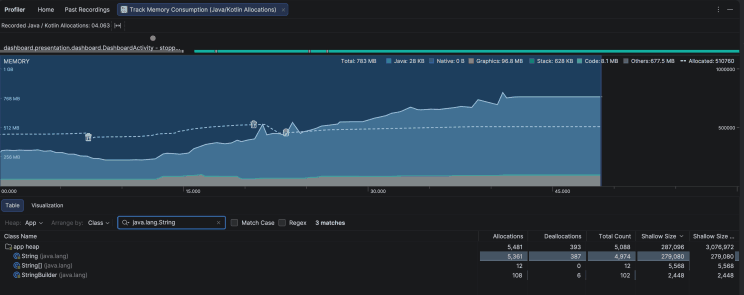 Profiler Home Past Recordings Track Memory Consumption (Java/Kotlin Allocations) ×
Recorded Java / Kotlin Allocations: 04.063
dashboard.presentation.dashboard.DashboardActivity - stopp...
MEMORY Total: 783 MB Java: 28 KB Native: 0 B Graphics: 96.8 MB Stack: 828 KB Code: 8.1 MB Others: 677.5 MB Allocated: 510760
1 GB 1000000
768 MB
512 MB 500000
256 MB
00.000 15.000 30.000 45.000
Table Visualization
Heap: App Arrange by: Class java.lang.String × Match Case Regex 3 matches
Class Name Allocations Deallocations Total Count Shallow Size Shallow Size ...
app heap 5,481 393 5,088 287,096 3,076,972
String (java.lang) 5,361 387 4,974 279,080 279,080
String[] (java.lang) 12 0 12 5,568 5,568
StringBuilder (java.lang) 108 6 102 2,448 2,448